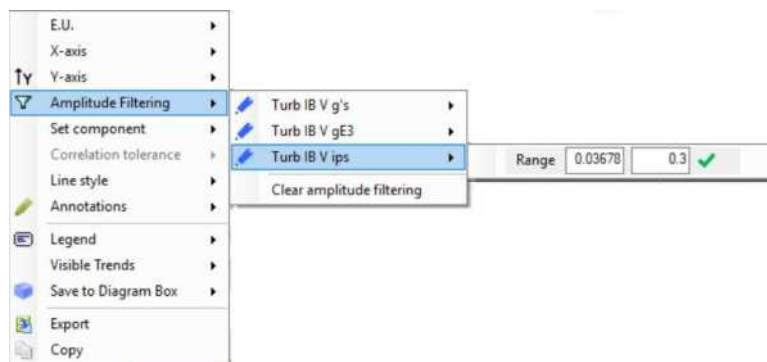 E.U.
X-axis
Y Y-axis
Amplitude Filtering
Turb IB V g's
Set component
Turb IB V gE3
Correlation tolerance
Turb IB V ips
Range 0.03678 0.3
Line style
Clear amplitude filtering
Annotations
Legend
Visible Trends
Save to Diagram Box
Export
Copy